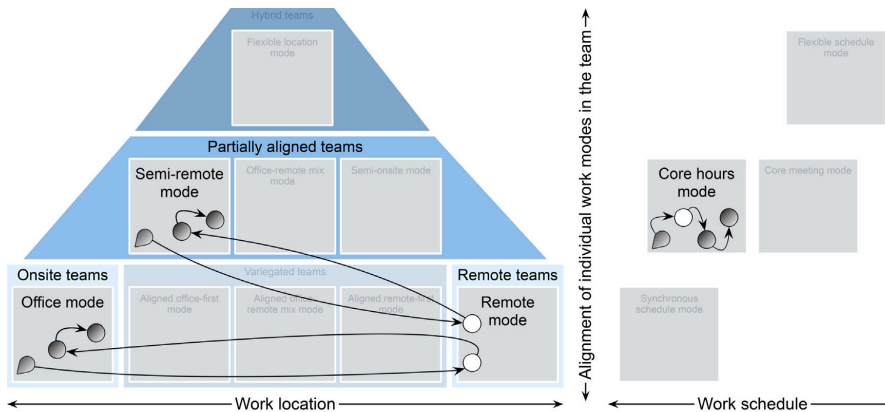 Hybrid teams
Flexible location
mode
Partially aligned teams
Semi-remote
mode
Office-remote mix
mode
Semi-onsite mode
Onsite teams
Variegated teams
Remote teams
Office mode
Aligned office-first
mode
Aligned office-
remote mix mode
Aligned remote-first
mode
Remote
mode
Work location
Alignment of individual work modes in the team
Flexible schedule
mode
Core hours
mode
Core meeting mode
Synchronous
schedule mode
Work schedule